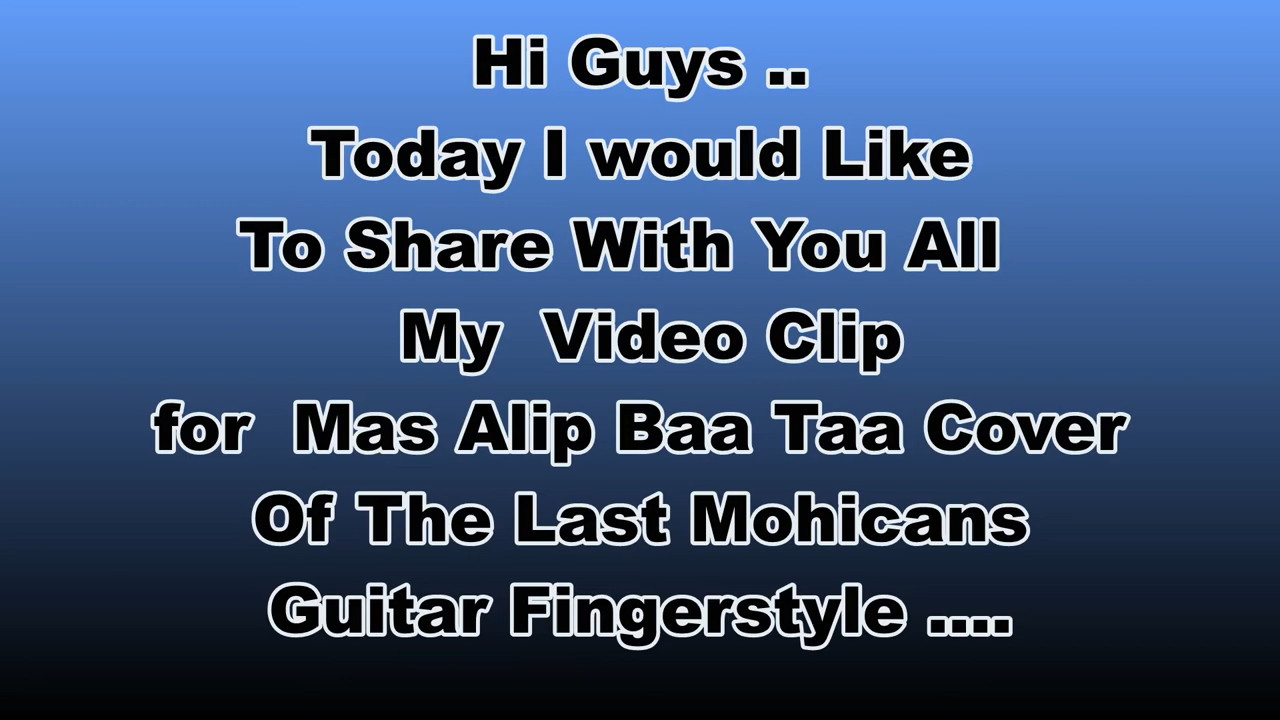 Hi Guys ..
Today I would Like
To Share With You All
My Video Clip
for Mas Alip Baa Taa Cover
Of The Last Mohicans
Guitar Fingerstyle ....